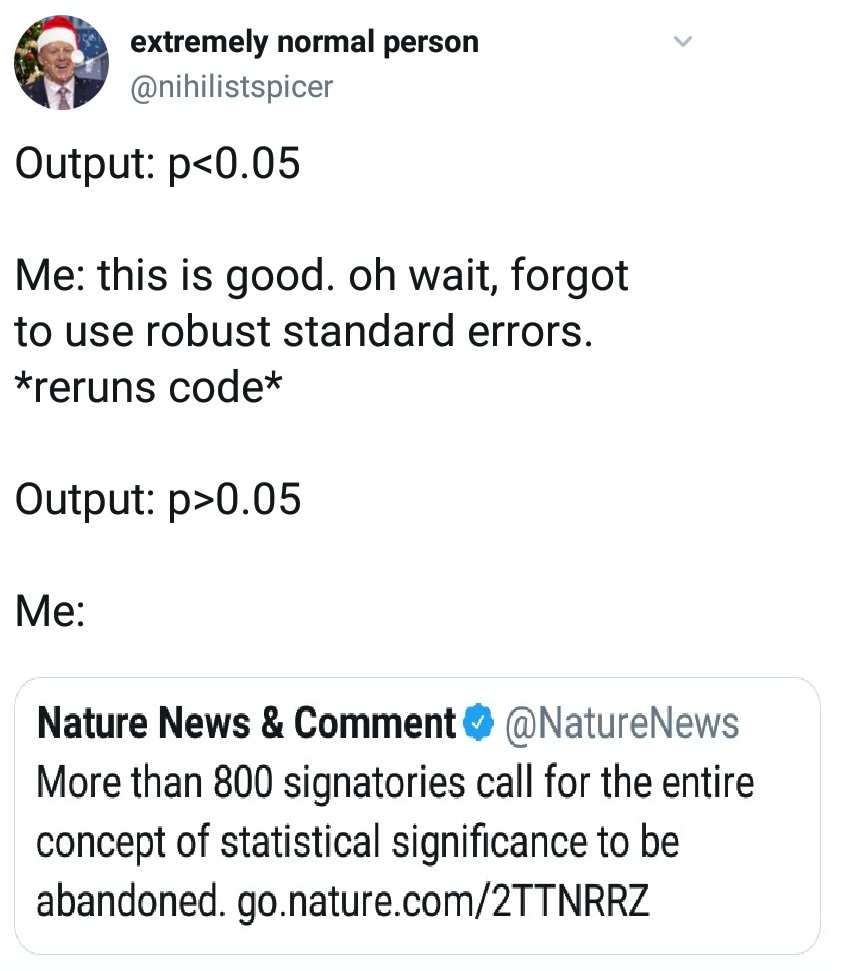 extremely normal person
@nihilistspicer
Output: p<0.05
Me: this is good. oh wait, forgot
to use robust standard errors.
*reruns code*
Output: p>0.05
Me:
Nature News & Comment @NatureNews
More than 800 signatories call for the entire
concept of statistical significance to be
abandoned. go.nature.com/2TTNRRZ